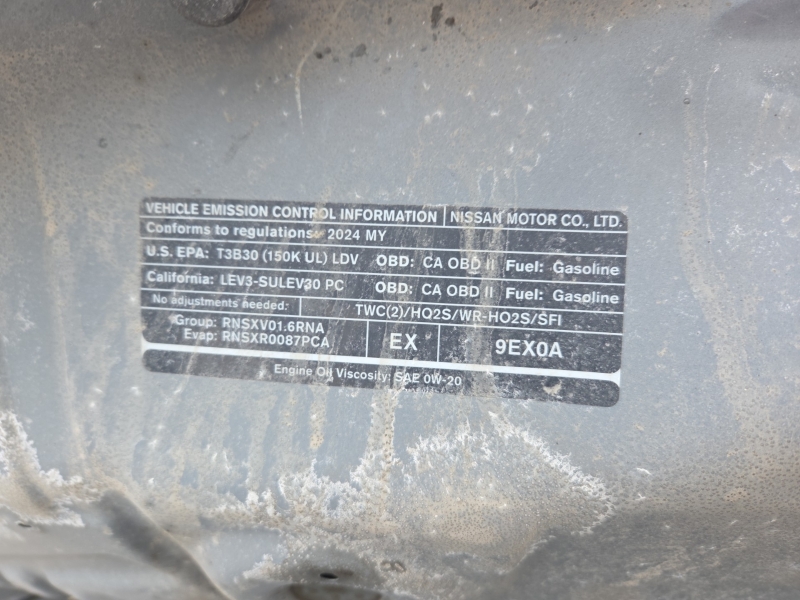 VEHICLE EMISSION CONTROL INFORMATION NISSAN MOTOR CO., LTD.
Conforms to regulations: 2024 MY
U.S. EPA: T3B30 (150K UL) LDV OBD: CA OBD II Fuel: Gasoline
California: LEV3-SULEV30 PC OBD: CA OBD II Fuel: Gasoline
No adjustments needed: TWC(2)/HO2S/WR-HO2S/SFI
Group: RNSXV01.6RNA
Evap: RNSXR0087PCA
EX 9EX0A
Engine Oil Viscosity: SAE 0W-20